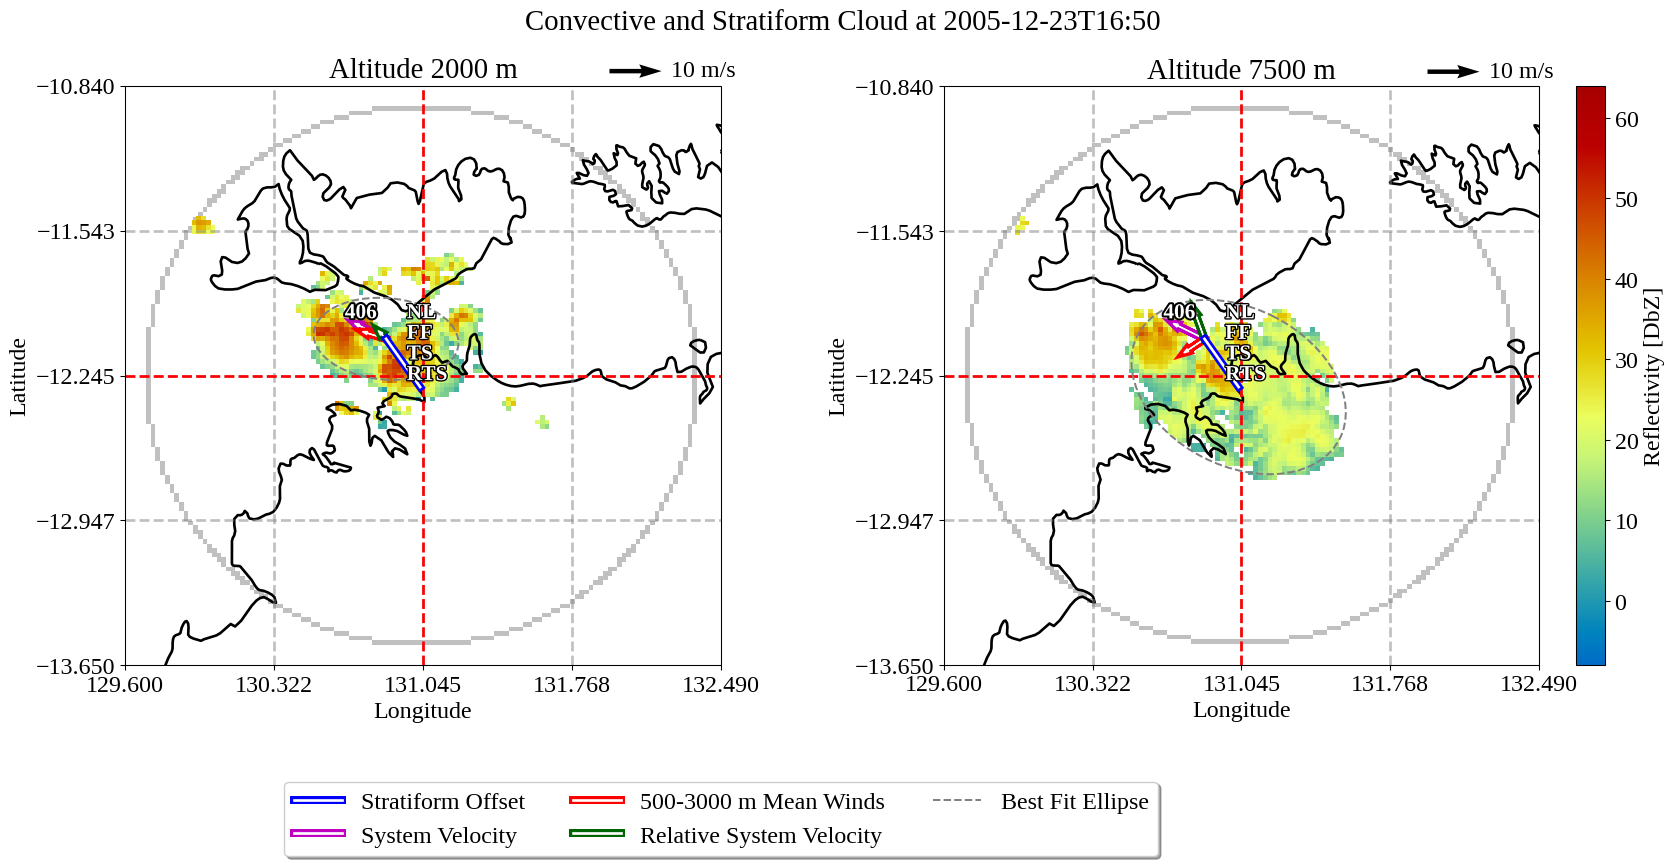 Convective and Stratiform Cloud at 2005-12-23T16:50
Altitude 2000 m
10 m/s
−10.840
−11.543
−12.245
−12.947
−13.650
Latitude
129.600
130.322
131.045
131.768
132.490
Longitude
406
NL
FF
TS
RTS
Altitude 7500 m
10 m/s
−10.840
−11.543
−12.245
−12.947
−13.650
Latitude
129.600
130.322
131.045
131.768
132.490
Longitude
406
NL
FF
TS
RTS
60
50
40
30
20
10
0
Reflectivity [DbZ]
Stratiform Offset
System Velocity
500-3000 m Mean Winds
Relative System Velocity
Best Fit Ellipse